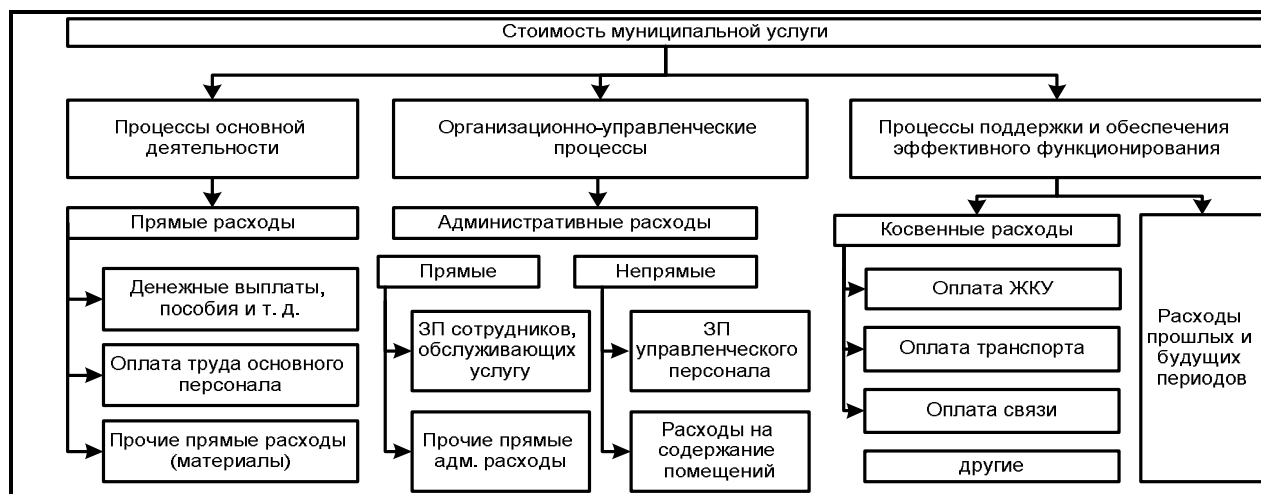 Стоимость муниципальной услуги
Процессы основной
деятельности
Организационно-управленческие
процессы
Процессы поддержки и обеспечения
эффективного функционирования
Прямые расходы
Денежные выплаты,
пособия и т. д.
Оплата труда основного
персонала
Прочие прямые расходы
(материалы)
Административные расходы
Прямые
ЗП сотрудников,
обслуживающих
услугу
Прочие прямые
адм. расходы
Непрямые
ЗП
управленческого
персонала
Расходы на
содержание
помещений
Косвенные расходы
Оплата ЖКУ
Оплата транспорта
Оплата связи
другие
Расходы
прошлых и
будущих
периодов